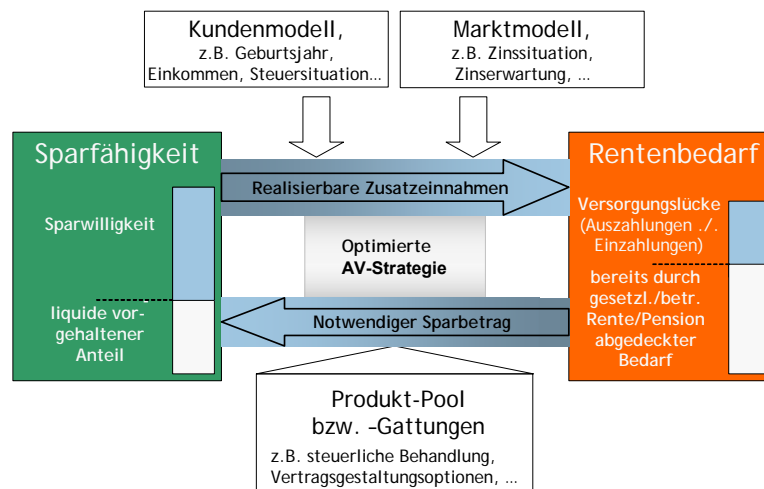 Kundenmodell,
z.B. Geburtsjahr,
Einkommen, Steuersituation...
Marktmodell,
z.B. Zinssituation,
Zinserwartung, ...
Sparfähigkeit
Sparwilligkeit
liquide vor-
gehaltener
Anteil
Realisierbare Zusatzeinnahmen
Optimierte
AV-Strategie
Notwendiger Sparbetrag
Rentenbedarf
Versorgungslücke
(Auszahlungen ./.
Einzahlungen)
bereits durch
gesetzl./betr.
Rente/Pension
abgedeckter
Bedarf
Produkt-Pool
bzw. -Gattungen
z.B. steuerliche Behandlung,
Vertragsgestaltungsoptionen, ...